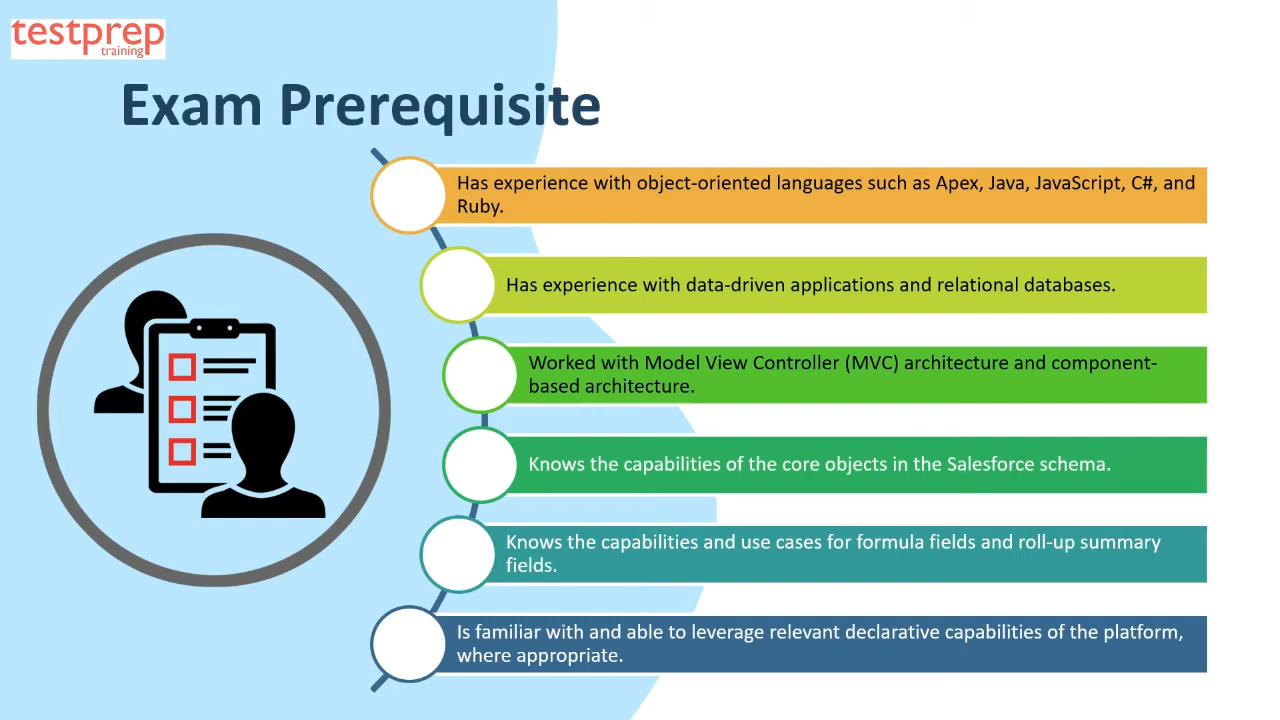 testprep
training
Exam Prerequisite
Has experience with object-oriented languages such as Apex, Java, JavaScript, C#, and
Ruby.
Has experience with data-driven applications and relational databases.
Worked with Model View Controller (MVC) architecture and component-
based architecture.
Knows the capabilities of the core objects in the Salesforce schema.
Knows the capabilities and use cases for formula fields and roll-up summary
fields.
Is familiar with and able to leverage relevant declarative capabilities of the platform,
where appropriate.